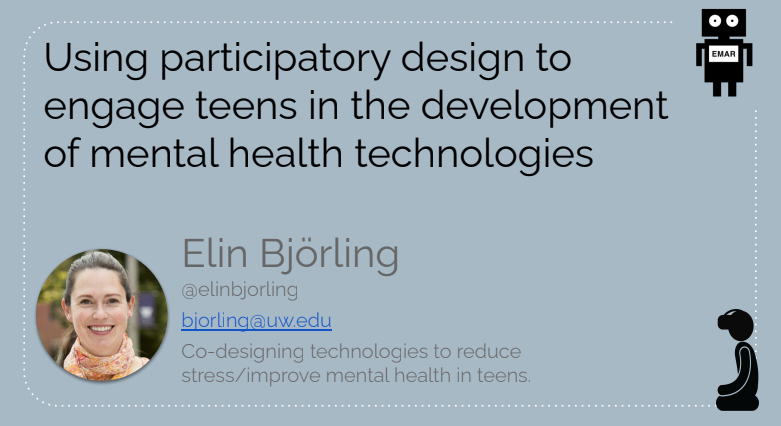 Using participatory design to
engage teens in the development
of mental health technologies
EMAR
Elin Björling
@elinbjorling
bjorling@uw.edu
Co-designing technologies to reduce
stress/improve mental health in teens.